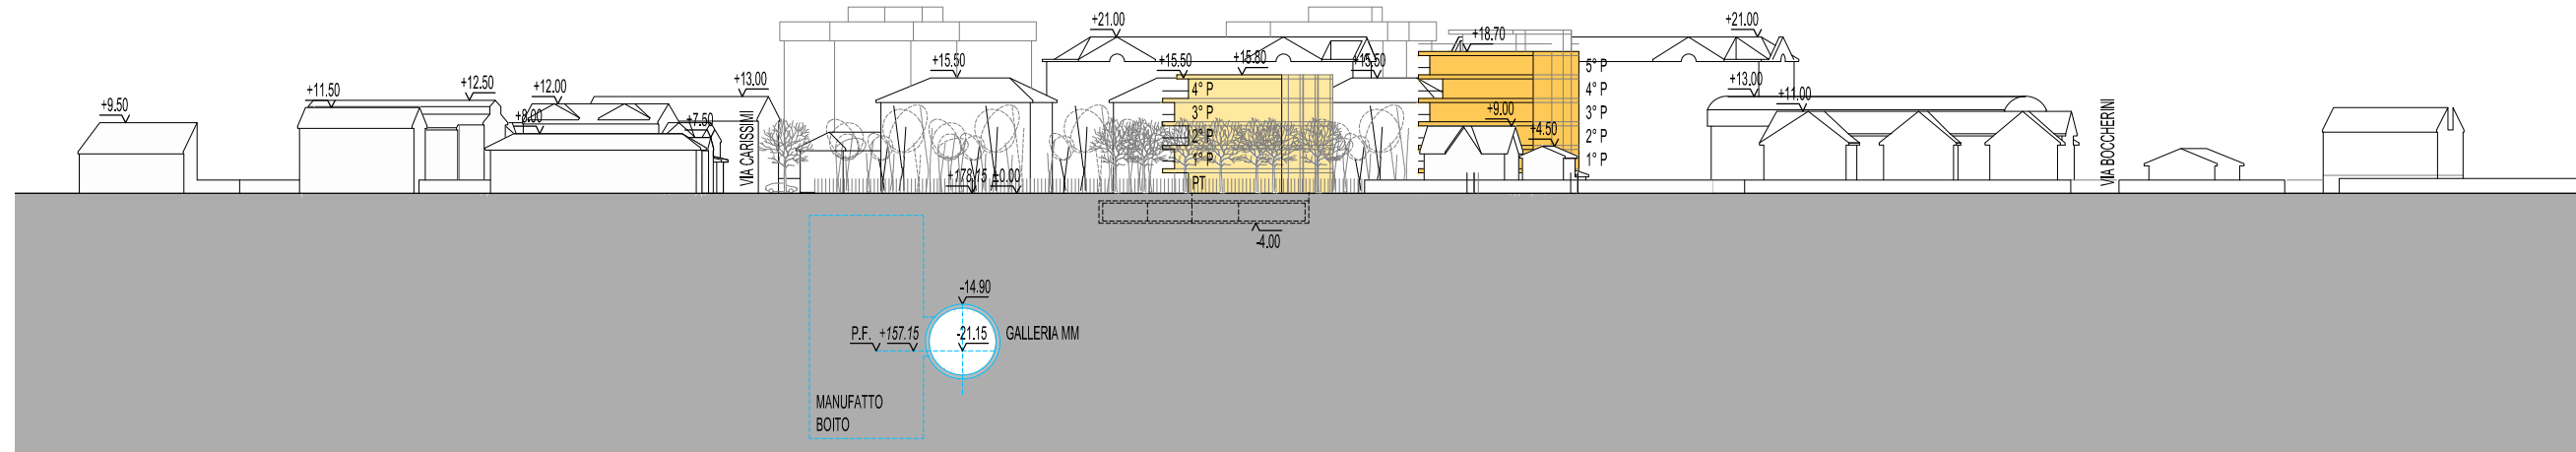 +21.00
+21.00
+18.70
+15.50
+15.50
+15.80
+15.50
5° P
+9.50
+11.50
+12.50
+12.00
+13.00
4° P
4° P
+13.00
+8.00
+7.50
3° P
+9.00
3° P
+11.00
VIA CARISSIMI
2° P
+4.50
2° P
VIA BOCCHERINI
1° P
1° P
+178.15 ±0.00
PT
-4.00
-14.90
P.F. +157.15
-21.15
GALLERIA MM
MANUFATTO
BOITO